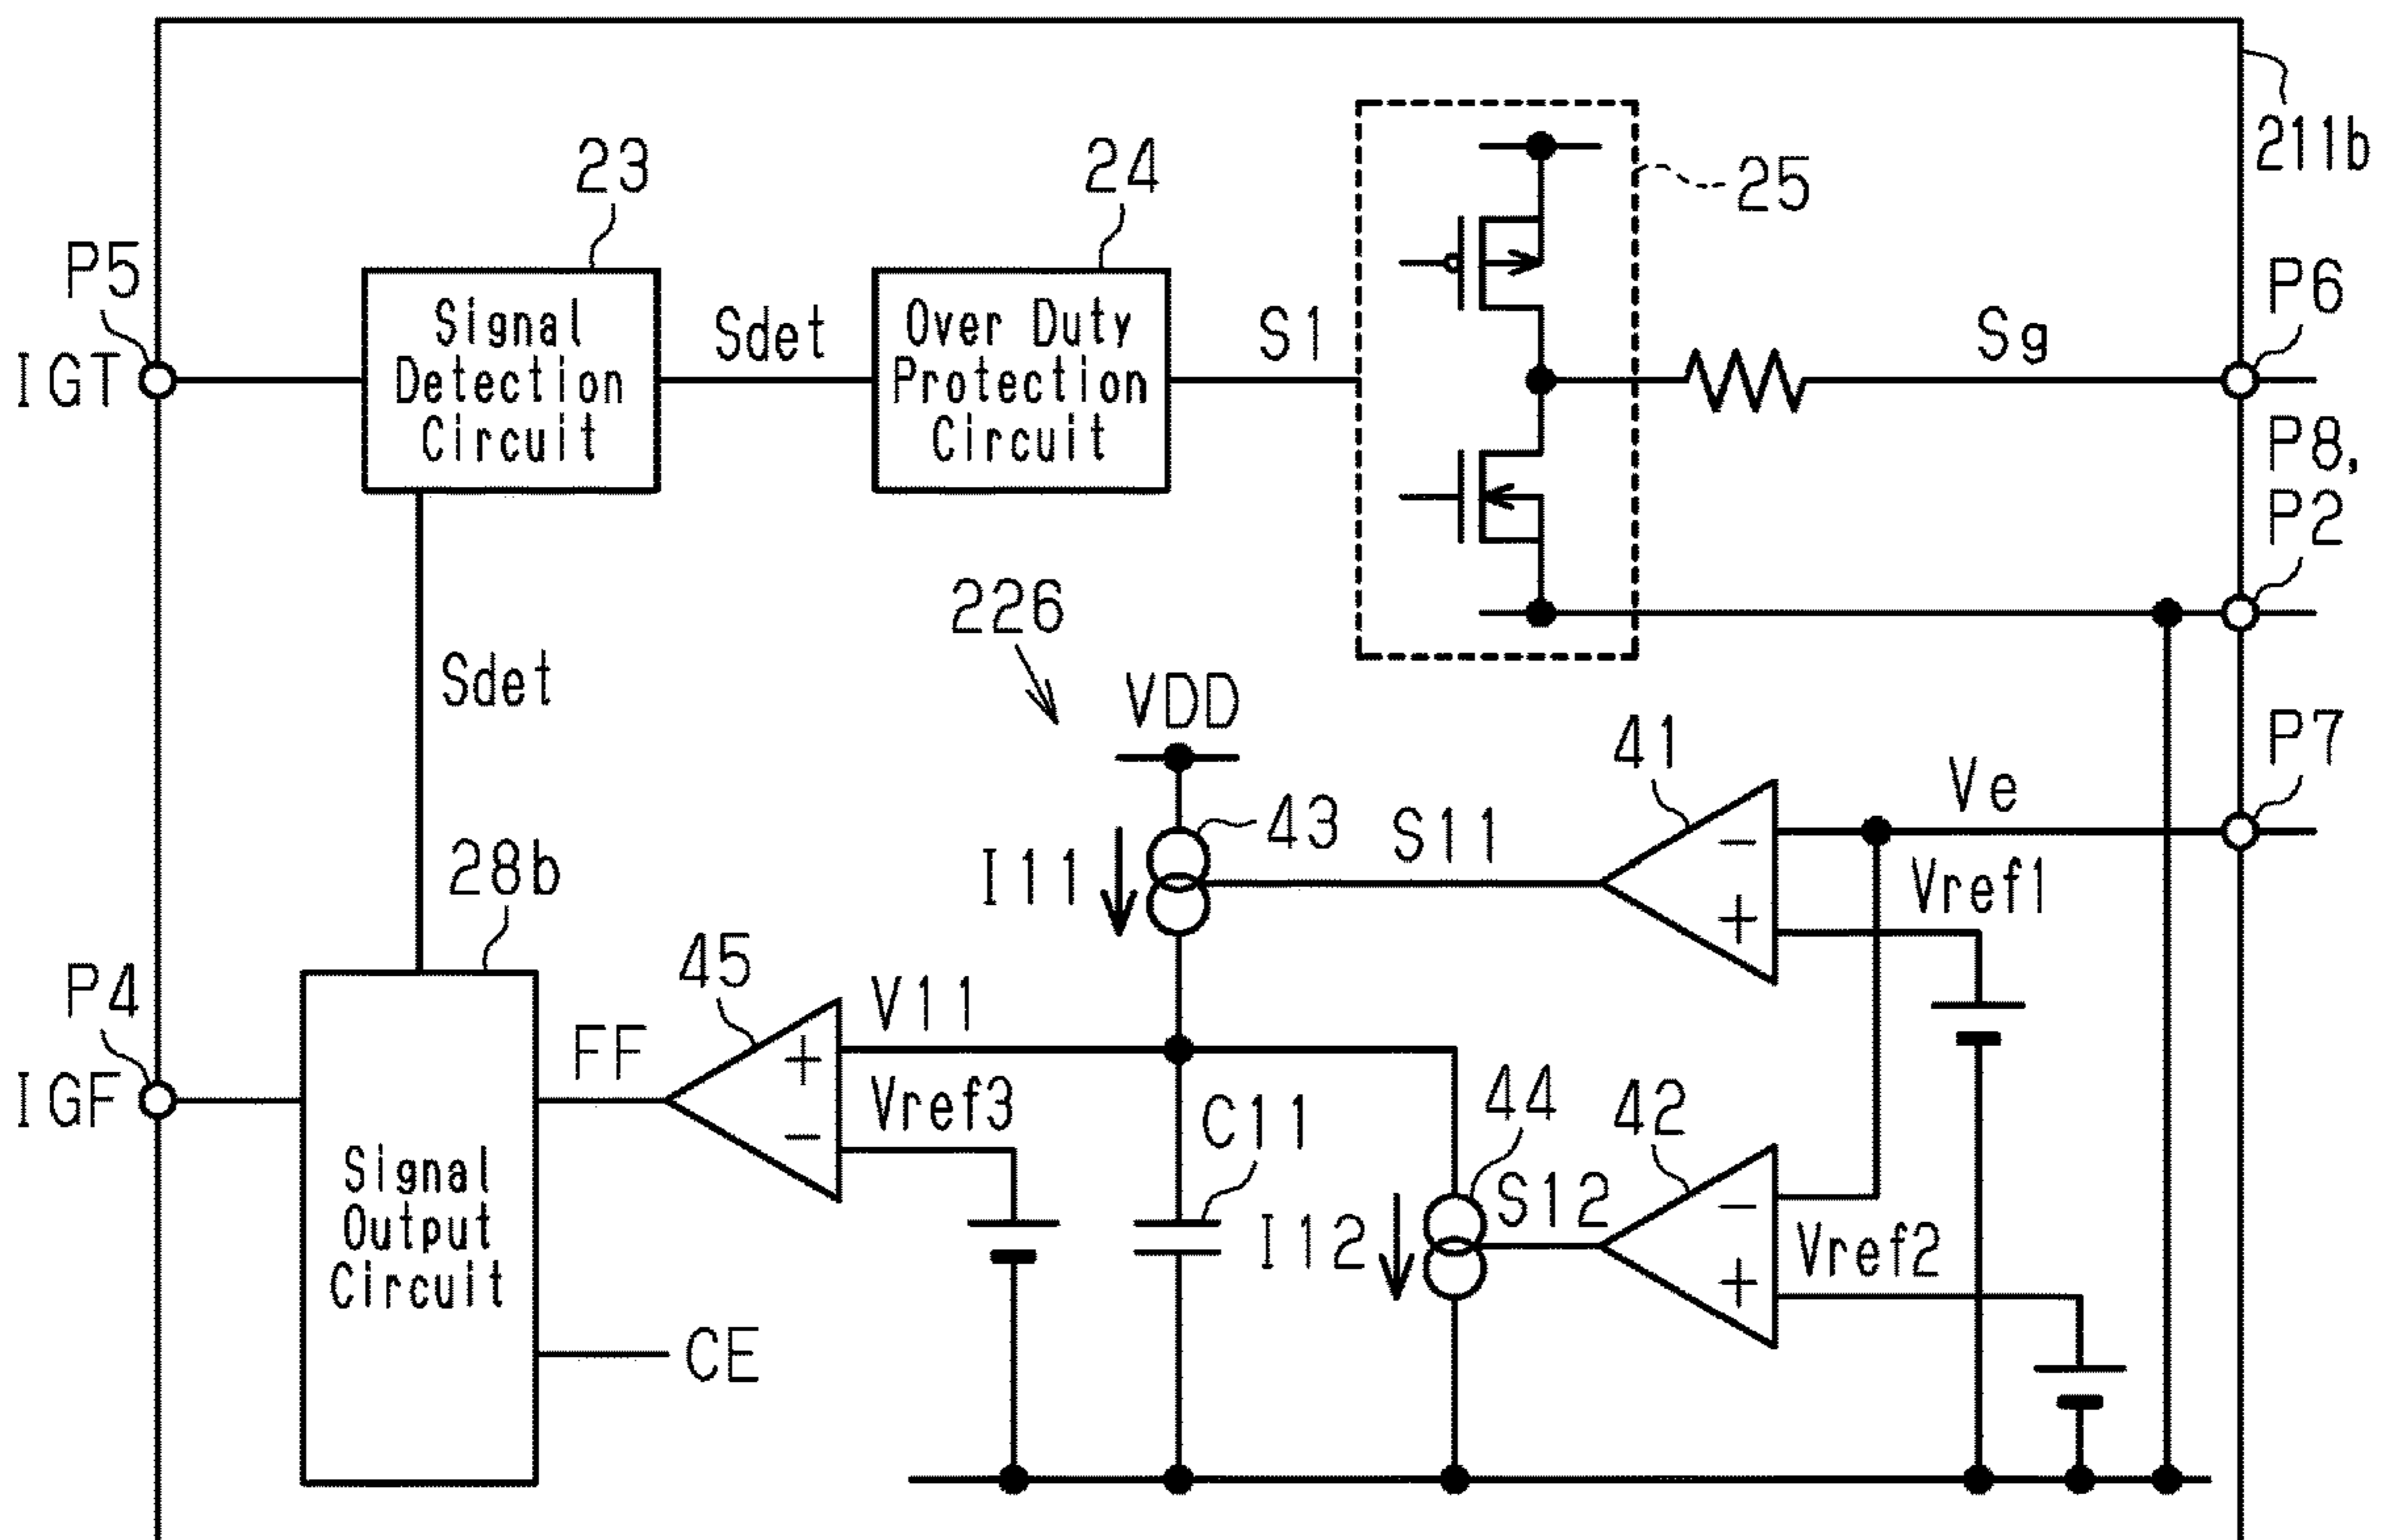 211b
23
24
25
P5
P6
IGT
Signal
Detection
Circuit
Sdet
Over Duty
Protection
Circuit
S1
Sg
P8,
P2
226
Sdet
VDD
41
P7
Ve
43
S11
I11
Vref1
28b
45
P4
V11
FF
IGF
Vref3
C11
44
42
Signal
Output
Circuit
I12
S12
Vref2
CE
−
+
+
−
−
+